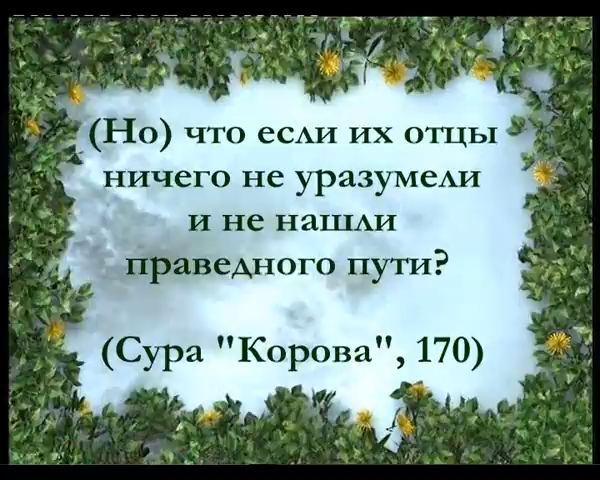 (Но) что если их отцы
ничего не уразумели
и не нашли
праведного пути?
(Сура "Корова", 170)